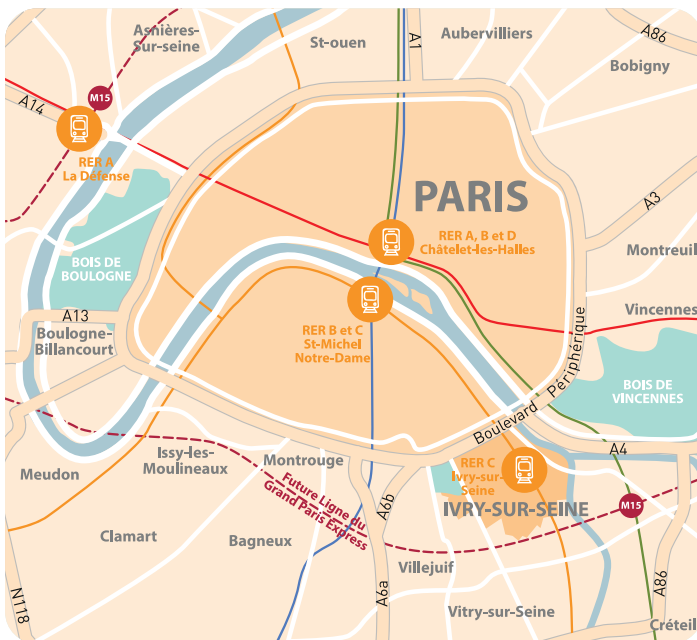 Asnières-
Sur-seine
St-ouen
A1
Aubervilliers
A86
Bobigny
M15
A14
RER A
La Défense
PARIS
A3
RER A, B et D
Châtelet-les-Halles
Montreuil
BOIS DE
BOULOGNE
A13
Boulogne-
Billancourt
RER B et C
St-Michel
Notre-Dame
Vincennes
Boulevard Périphérique
BOIS DE
VINCENNES
Issy-les-
Moulineaux
Montrouge
Meudon
Future Ligne du
Grand Paris Express
A6b
RER C
Ivry-sur-
Seine
A4
IVRY-SUR-SEINE
M15
Clamart
Bagneux
Villejuif
A86
N118
A6a
Vitry-sur-Seine
Créteil